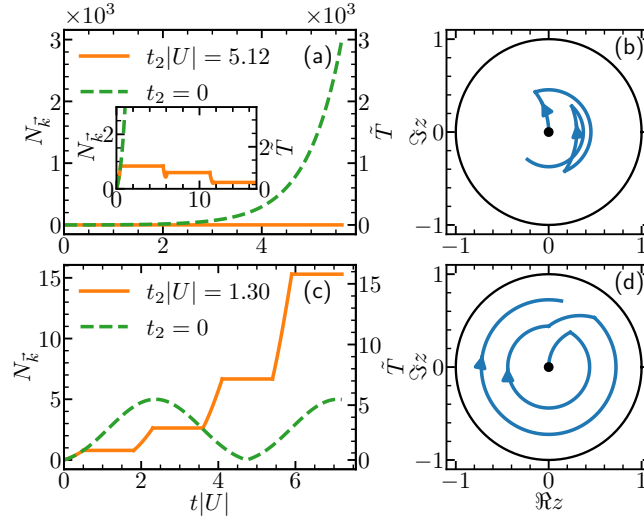 ×10³ ×10³
3 (a) 3 1 (b)
t₂|U| = 5.12
t₂ = 0
2 2
N_k⃗ N_k⃗ 2 2 T̃ T̃ ℑz 0
1 1
0 0 10 0
0 0 −1
0 2 4 −1 0 1
15 (c) 15 1 (d)
t₂|U| = 1.30
t₂ = 0
10 10
N_k⃗ T̃ ℑz 0
5 5
0 0 −1
0 2 4 6 −1 0 1
t|U| ℜz